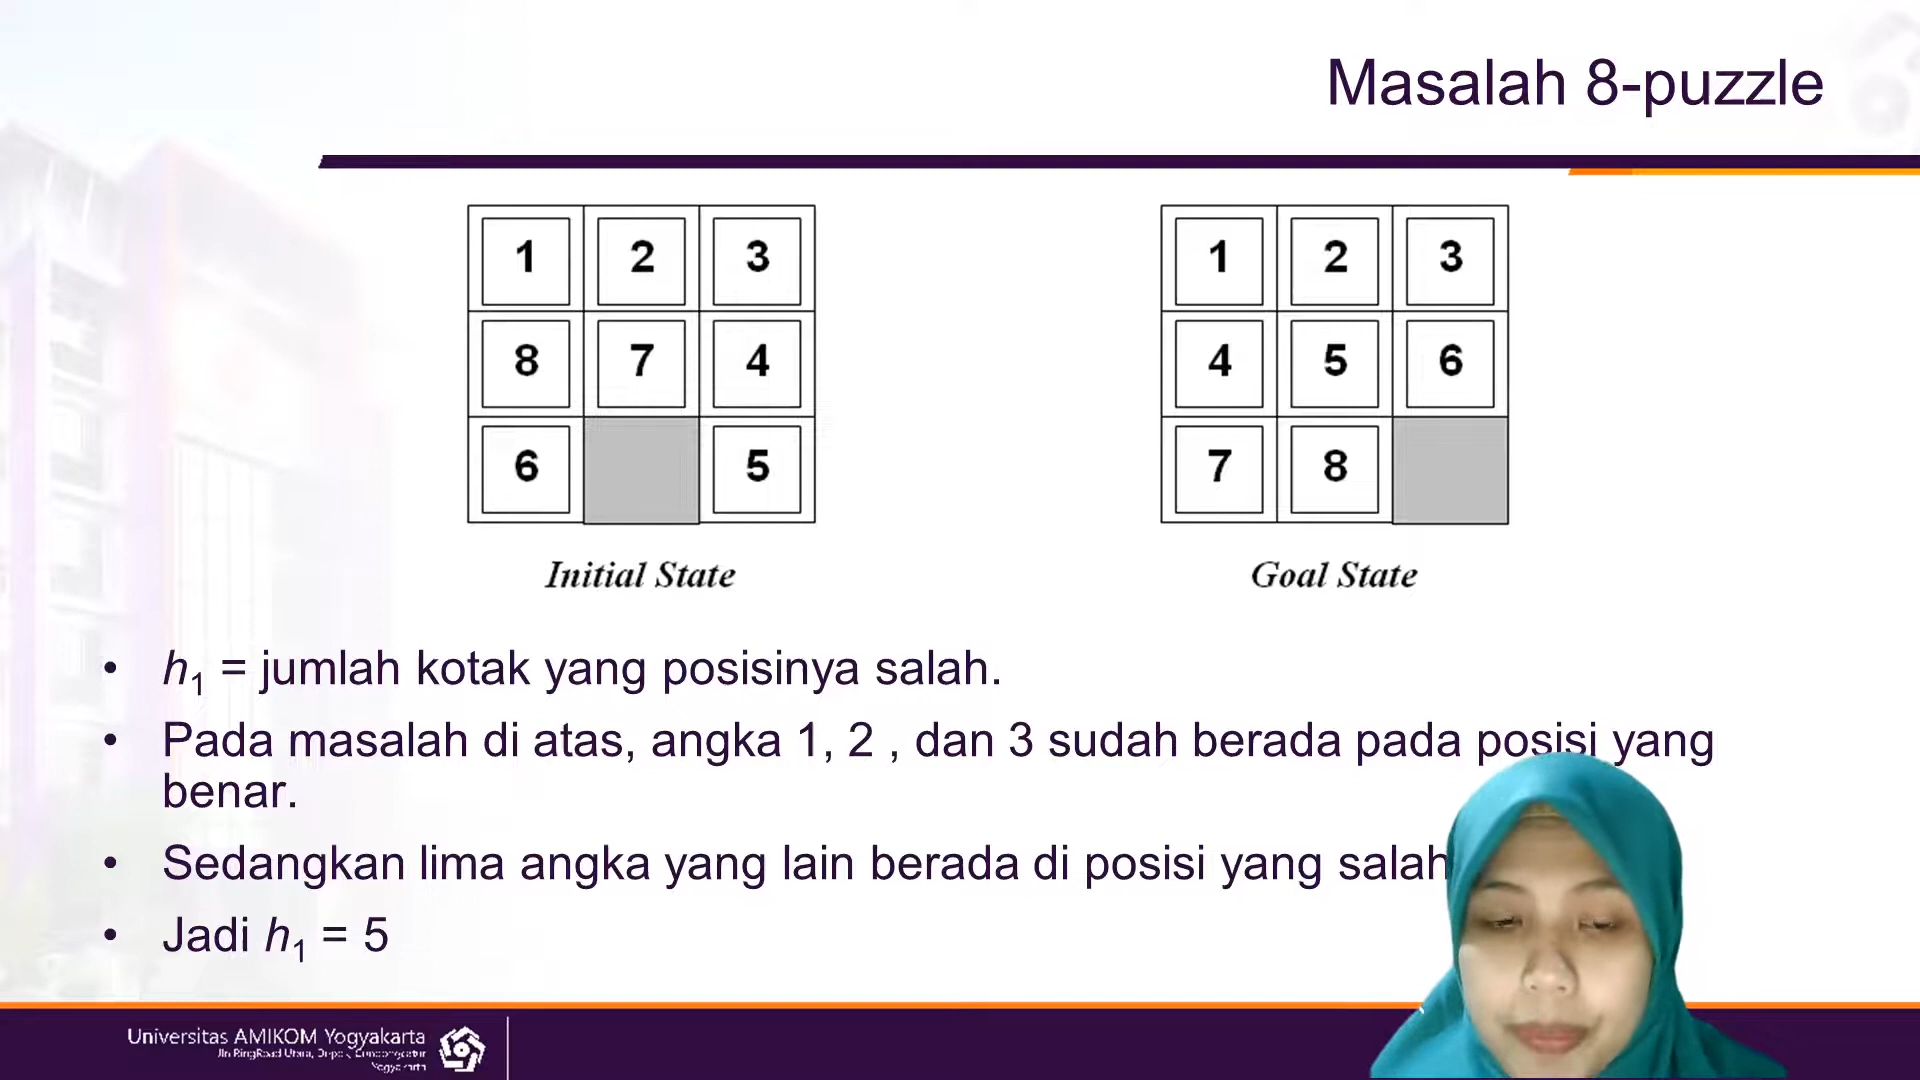 Masalah 8-puzzle
1 2 3
8 7 4
6 5
Initial State
1 2 3
4 5 6
7 8
Goal State
• h1 = jumlah kotak yang posisinya salah.
• Pada masalah di atas, angka 1, 2 , dan 3 sudah berada pada posisi yang
benar.
• Sedangkan lima angka yang lain berada di posisi yang salah
• Jadi h1 = 5
Universitas AMIKOM Yogyakarta
Yogyakarta